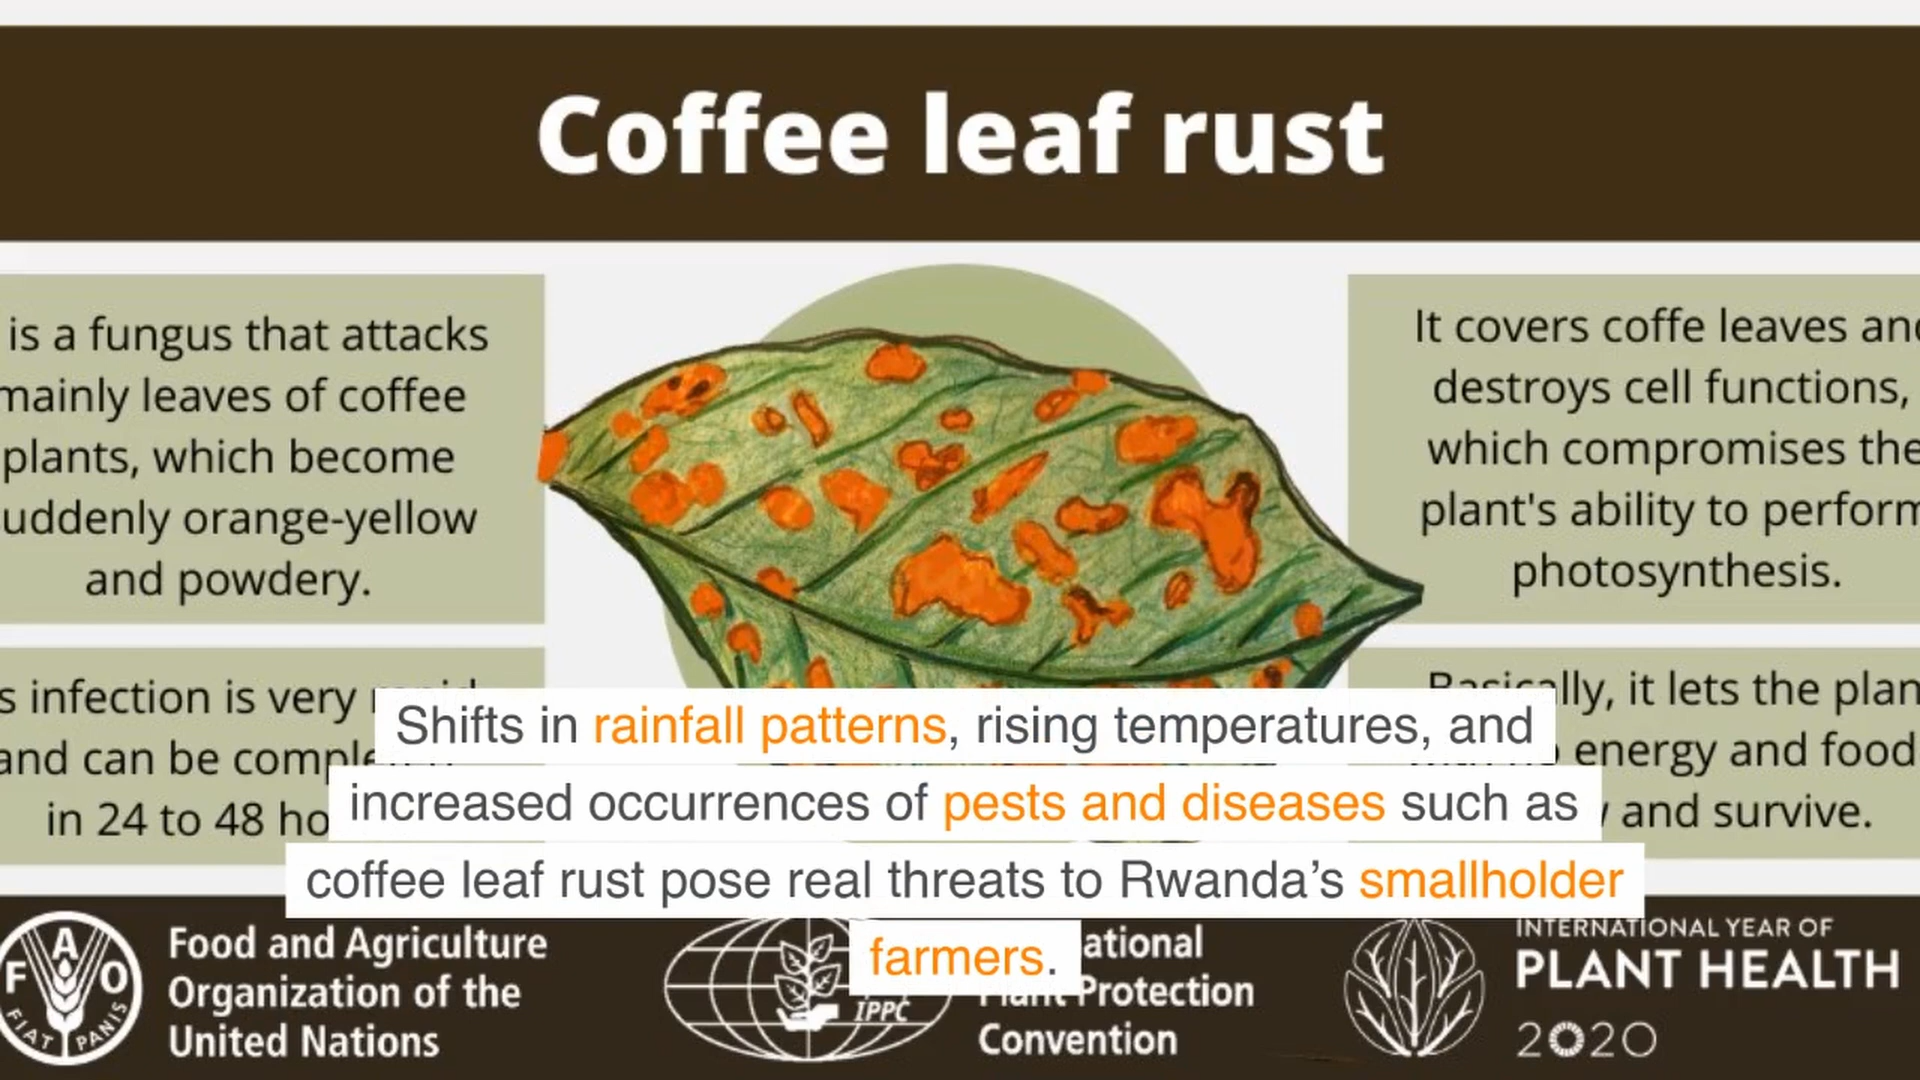 Coffee leaf rust
is a fungus that attacks
mainly leaves of coffee
plants, which become
uddenly orange-yellow
and powdery.
It covers coffe leaves and
destroys cell functions,
which compromises the
plant's ability to perform
photosynthesis.
s infection is very
and can be
in 24 to 48
Basically, it lets the plan
energy and food
and survive.
Shifts in rainfall patterns, rising temperatures, and
increased occurrences of pests and diseases such as
coffee leaf rust pose real threats to Rwanda’s smallholder
farmers.
FAO
FIAT PANIS
Food and Agriculture
Organization of the
United Nations
IPPC
ational
Plant Protection
Convention
INTERNATIONAL YEAR OF
PLANT HEALTH
2020